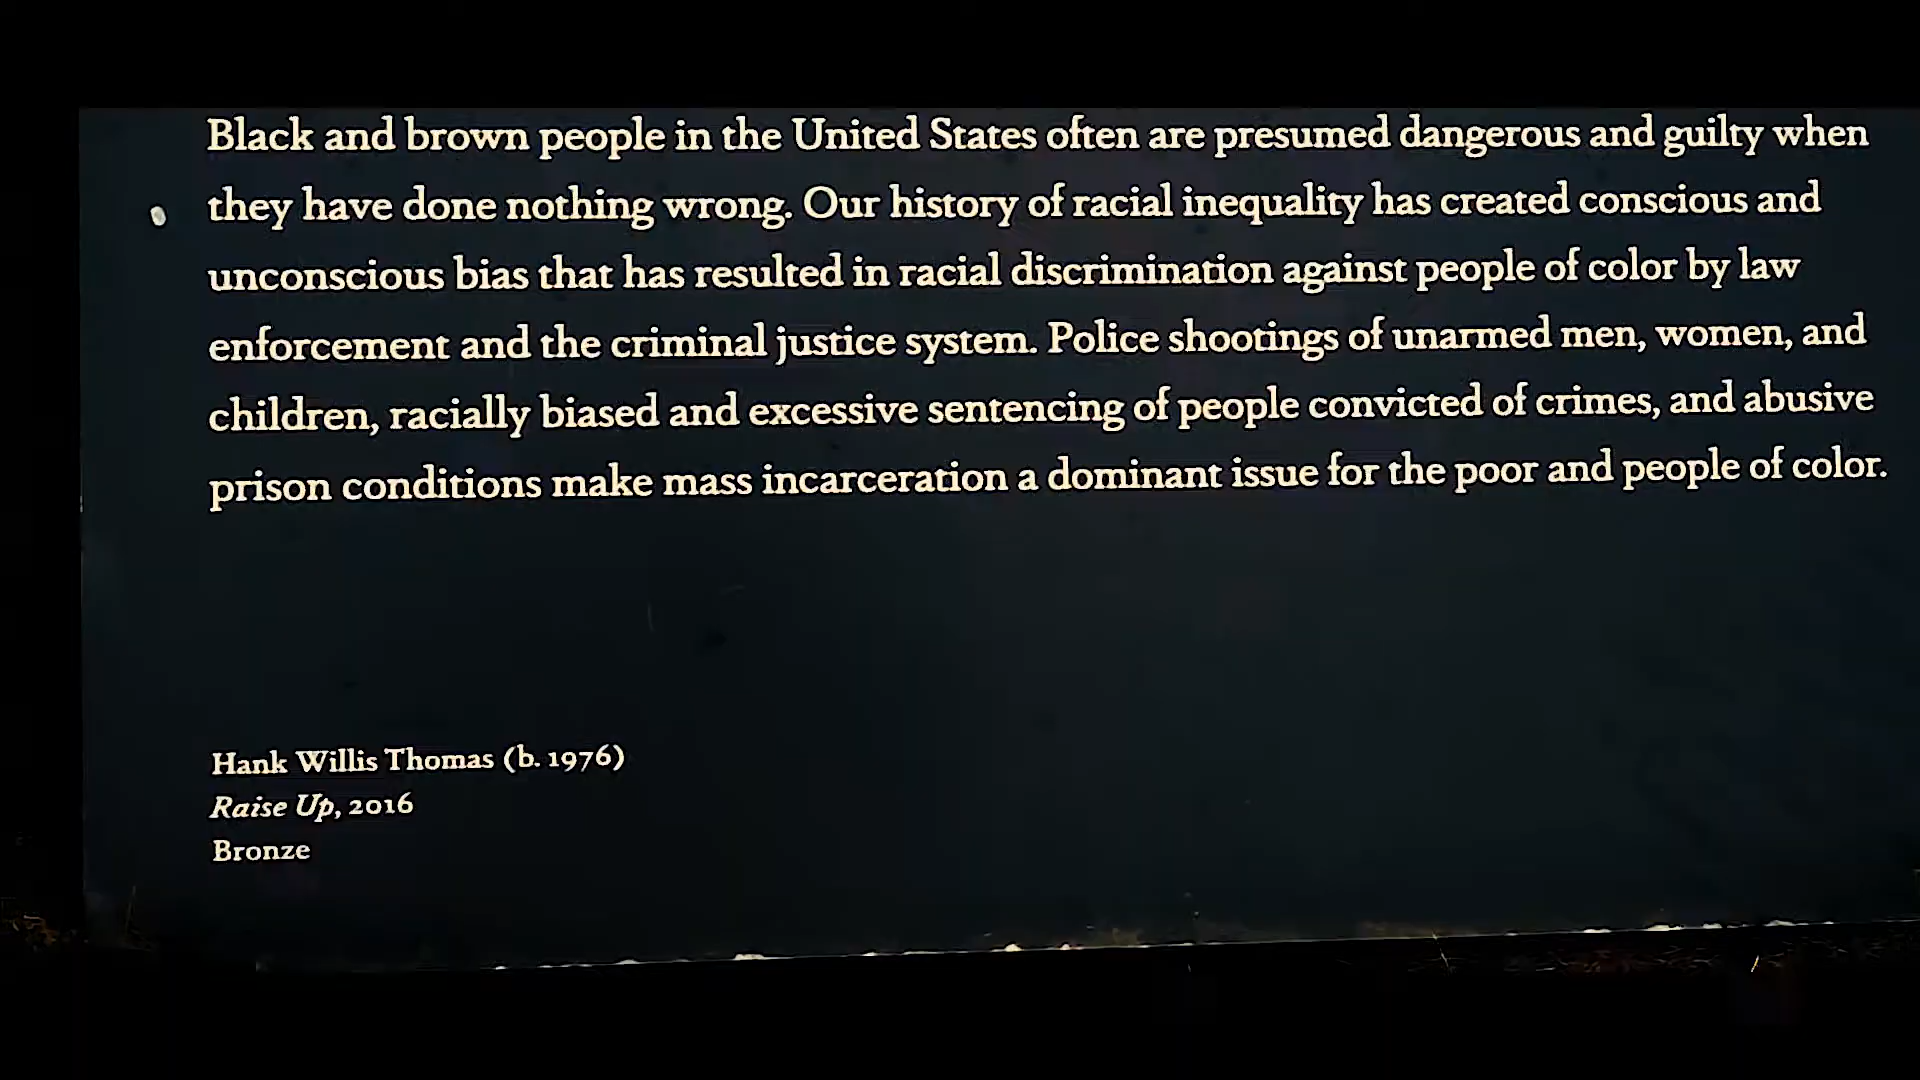 Black and brown people in the United States often are presumed dangerous and guilty when
they have done nothing wrong. Our history of racial inequality has created conscious and
unconscious bias that has resulted in racial discrimination against people of color by law
enforcement and the criminal justice system. Police shootings of unarmed men, women, and
children, racially biased and excessive sentencing of people convicted of crimes, and abusive
prison conditions make mass incarceration a dominant issue for the poor and people of color.
Hank Willis Thomas (b. 1976)
Raise Up, 2016
Bronze